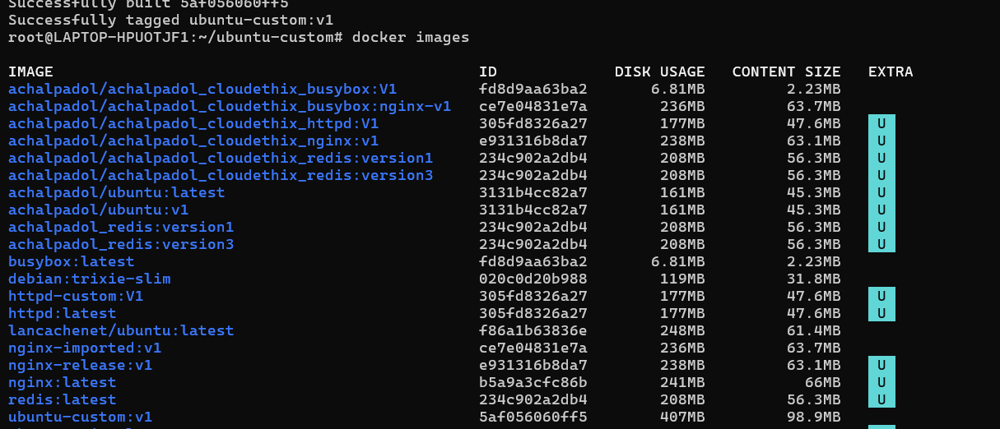 Successfully built 5af056060ff5
Successfully tagged ubuntu-custom:v1
root@LAPTOP-HPUOTJF1:~/ubuntu-custom# docker images
IMAGE ID DISK USAGE CONTENT SIZE EXTRA
achalpadol/achalpadol_cloudethix_busybox:V1 fd8d9aa63ba2 6.81MB 2.23MB
achalpadol/achalpadol_cloudethix_busybox:nginx-v1 ce7e04831e7a 236MB 63.7MB
achalpadol/achalpadol_cloudethix_httpd:V1 305fd8326a27 177MB 47.6MB U
achalpadol/achalpadol_cloudethix_nginx:v1 e931316b8da7 238MB 63.1MB U
achalpadol/achalpadol_cloudethix_redis:version1 234c902a2db4 208MB 56.3MB U
achalpadol/achalpadol_cloudethix_redis:version3 234c902a2db4 208MB 56.3MB U
achalpadol/ubuntu:latest 3131b4cc82a7 161MB 45.3MB U
achalpadol/ubuntu:v1 3131b4cc82a7 161MB 45.3MB U
achalpadol_redis:version1 234c902a2db4 208MB 56.3MB U
achalpadol_redis:version3 234c902a2db4 208MB 56.3MB U
busybox:latest fd8d9aa63ba2 6.81MB 2.23MB
debian:trixie-slim 020c0d20b988 119MB 31.8MB
httpd-custom:V1 305fd8326a27 177MB 47.6MB U
httpd:latest 305fd8326a27 177MB 47.6MB U
lancachenet/ubuntu:latest f86a1b63836e 248MB 61.4MB
nginx-imported:v1 ce7e04831e7a 236MB 63.7MB
nginx-release:v1 e931316b8da7 238MB 63.1MB U
nginx:latest b5a9a3cfc86b 241MB 66MB U
redis:latest 234c902a2db4 208MB 56.3MB U
ubuntu-custom:v1 5af056060ff5 407MB 98.9MB